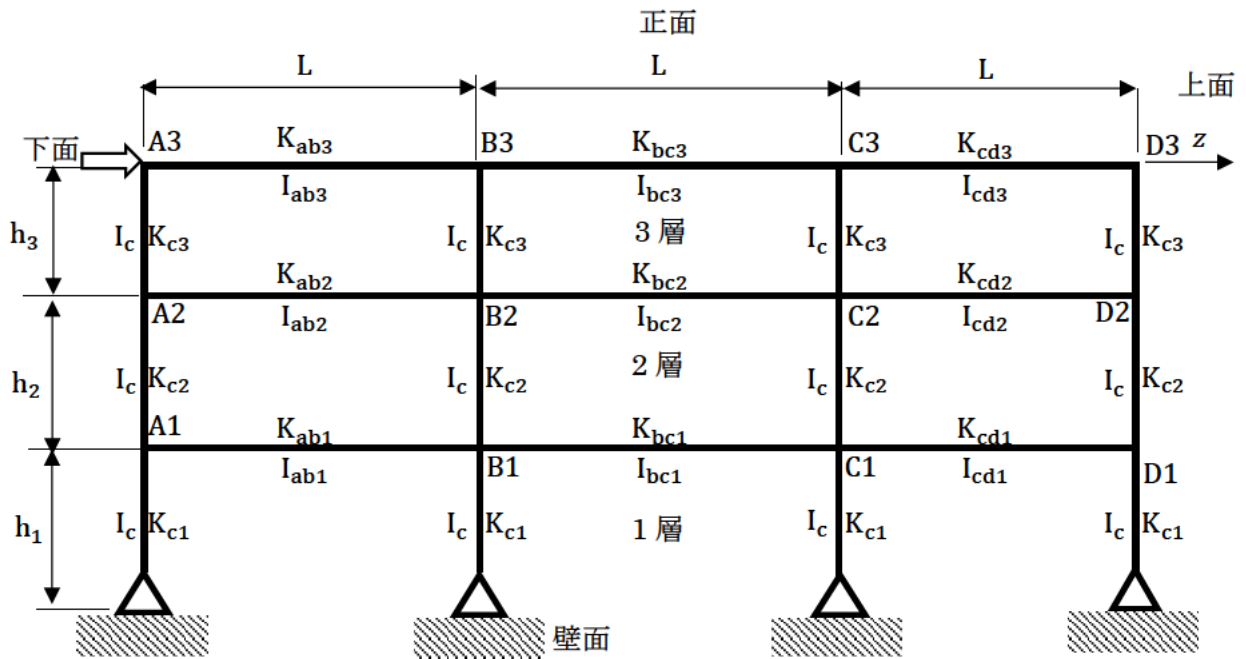 正面
L L L
上面
下面 A3 K_ab3 B3 K_bc3 C3 K_cd3 D3 z
I_ab3 I_bc3 I_cd3
h_3 I_c K_c3 I_c K_c3 3層 I_c K_c3 I_c K_c3
K_ab2 K_bc2 K_cd2
A2 I_ab2 B2 I_bc2 C2 I_cd2 D2
h_2 I_c K_c2 I_c K_c2 2層 I_c K_c2 I_c K_c2
A1 K_ab1 K_bc1 K_cd1
I_ab1 B1 I_bc1 C1 I_cd1 D1
h_1 I_c K_c1 I_c K_c1 1層 I_c K_c1 I_c K_c1
壁面